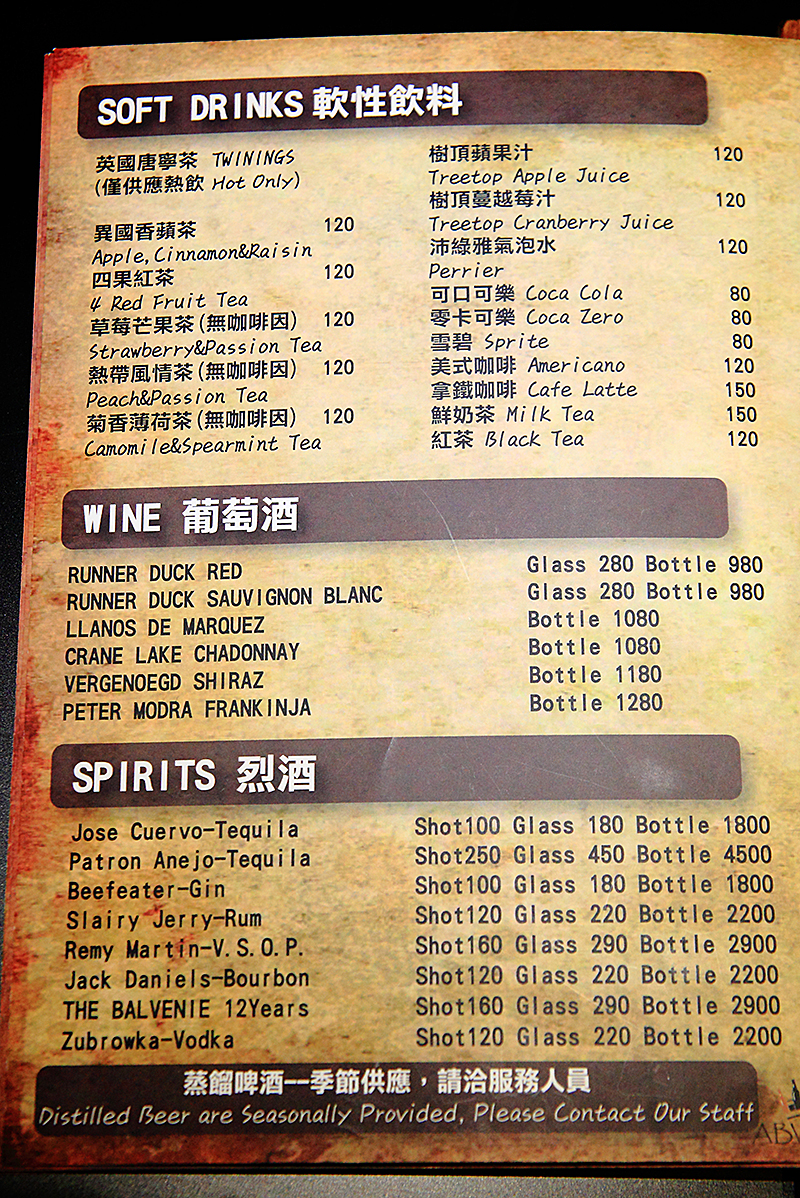 SOFT DRINKS 軟性飲料
英國唐寧茶 TWININGS
(僅供應熱飲 Hot Only)
異國香蘋茶 120
Apple,Cinnamon&Raisin
四果紅茶 120
4 Red Fruit Tea
草莓芒果茶(無咖啡因) 120
Strawberry&Passion Tea
熱帶風情茶(無咖啡因) 120
Peach&Passion Tea
菊香薄荷茶(無咖啡因) 120
Camomile&Spearmint Tea
樹頂蘋果汁 120
Treetop Apple Juice
樹頂蔓越莓汁 120
Treetop Cranberry Juice
沛綠雅氣泡水 120
Perrier
可口可樂 Coca Cola 80
零卡可樂 Coca Zero 80
雪碧 Sprite 80
美式咖啡 Americano 120
拿鐵咖啡 Cafe Latte 150
鮮奶茶 Milk Tea 150
紅茶 Black Tea 120
WINE 葡萄酒
RUNNER DUCK RED Glass 280 Bottle 980
RUNNER DUCK SAUVIGNON BLANC Glass 280 Bottle 980
LLANOS DE MARQUEZ Bottle 1080
CRANE LAKE CHADONNAY Bottle 1080
VERGENOEGD SHIRAZ Bottle 1180
PETER MODRA FRANKINJA Bottle 1280
SPIRITS 烈酒
Jose Cuervo-Tequila Shot100 Glass 180 Bottle 1800
Patron Anejo-Tequila Shot250 Glass 450 Bottle 4500
Beefeater-Gin Shot100 Glass 180 Bottle 1800
Slairy Jerry-Rum Shot120 Glass 220 Bottle 2200
Remy Martin-V.S.O.P. Shot160 Glass 290 Bottle 2900
Jack Daniels-Bourbon Shot120 Glass 220 Bottle 2200
THE BALVENIE 12Years Shot160 Glass 290 Bottle 2900
Zubrowka-Vodka Shot120 Glass 220 Bottle 2200
蒸餾啤酒--季節供應，請洽服務人員
Distilled Beer are Seasonally Provided, Please Contact Our Staff